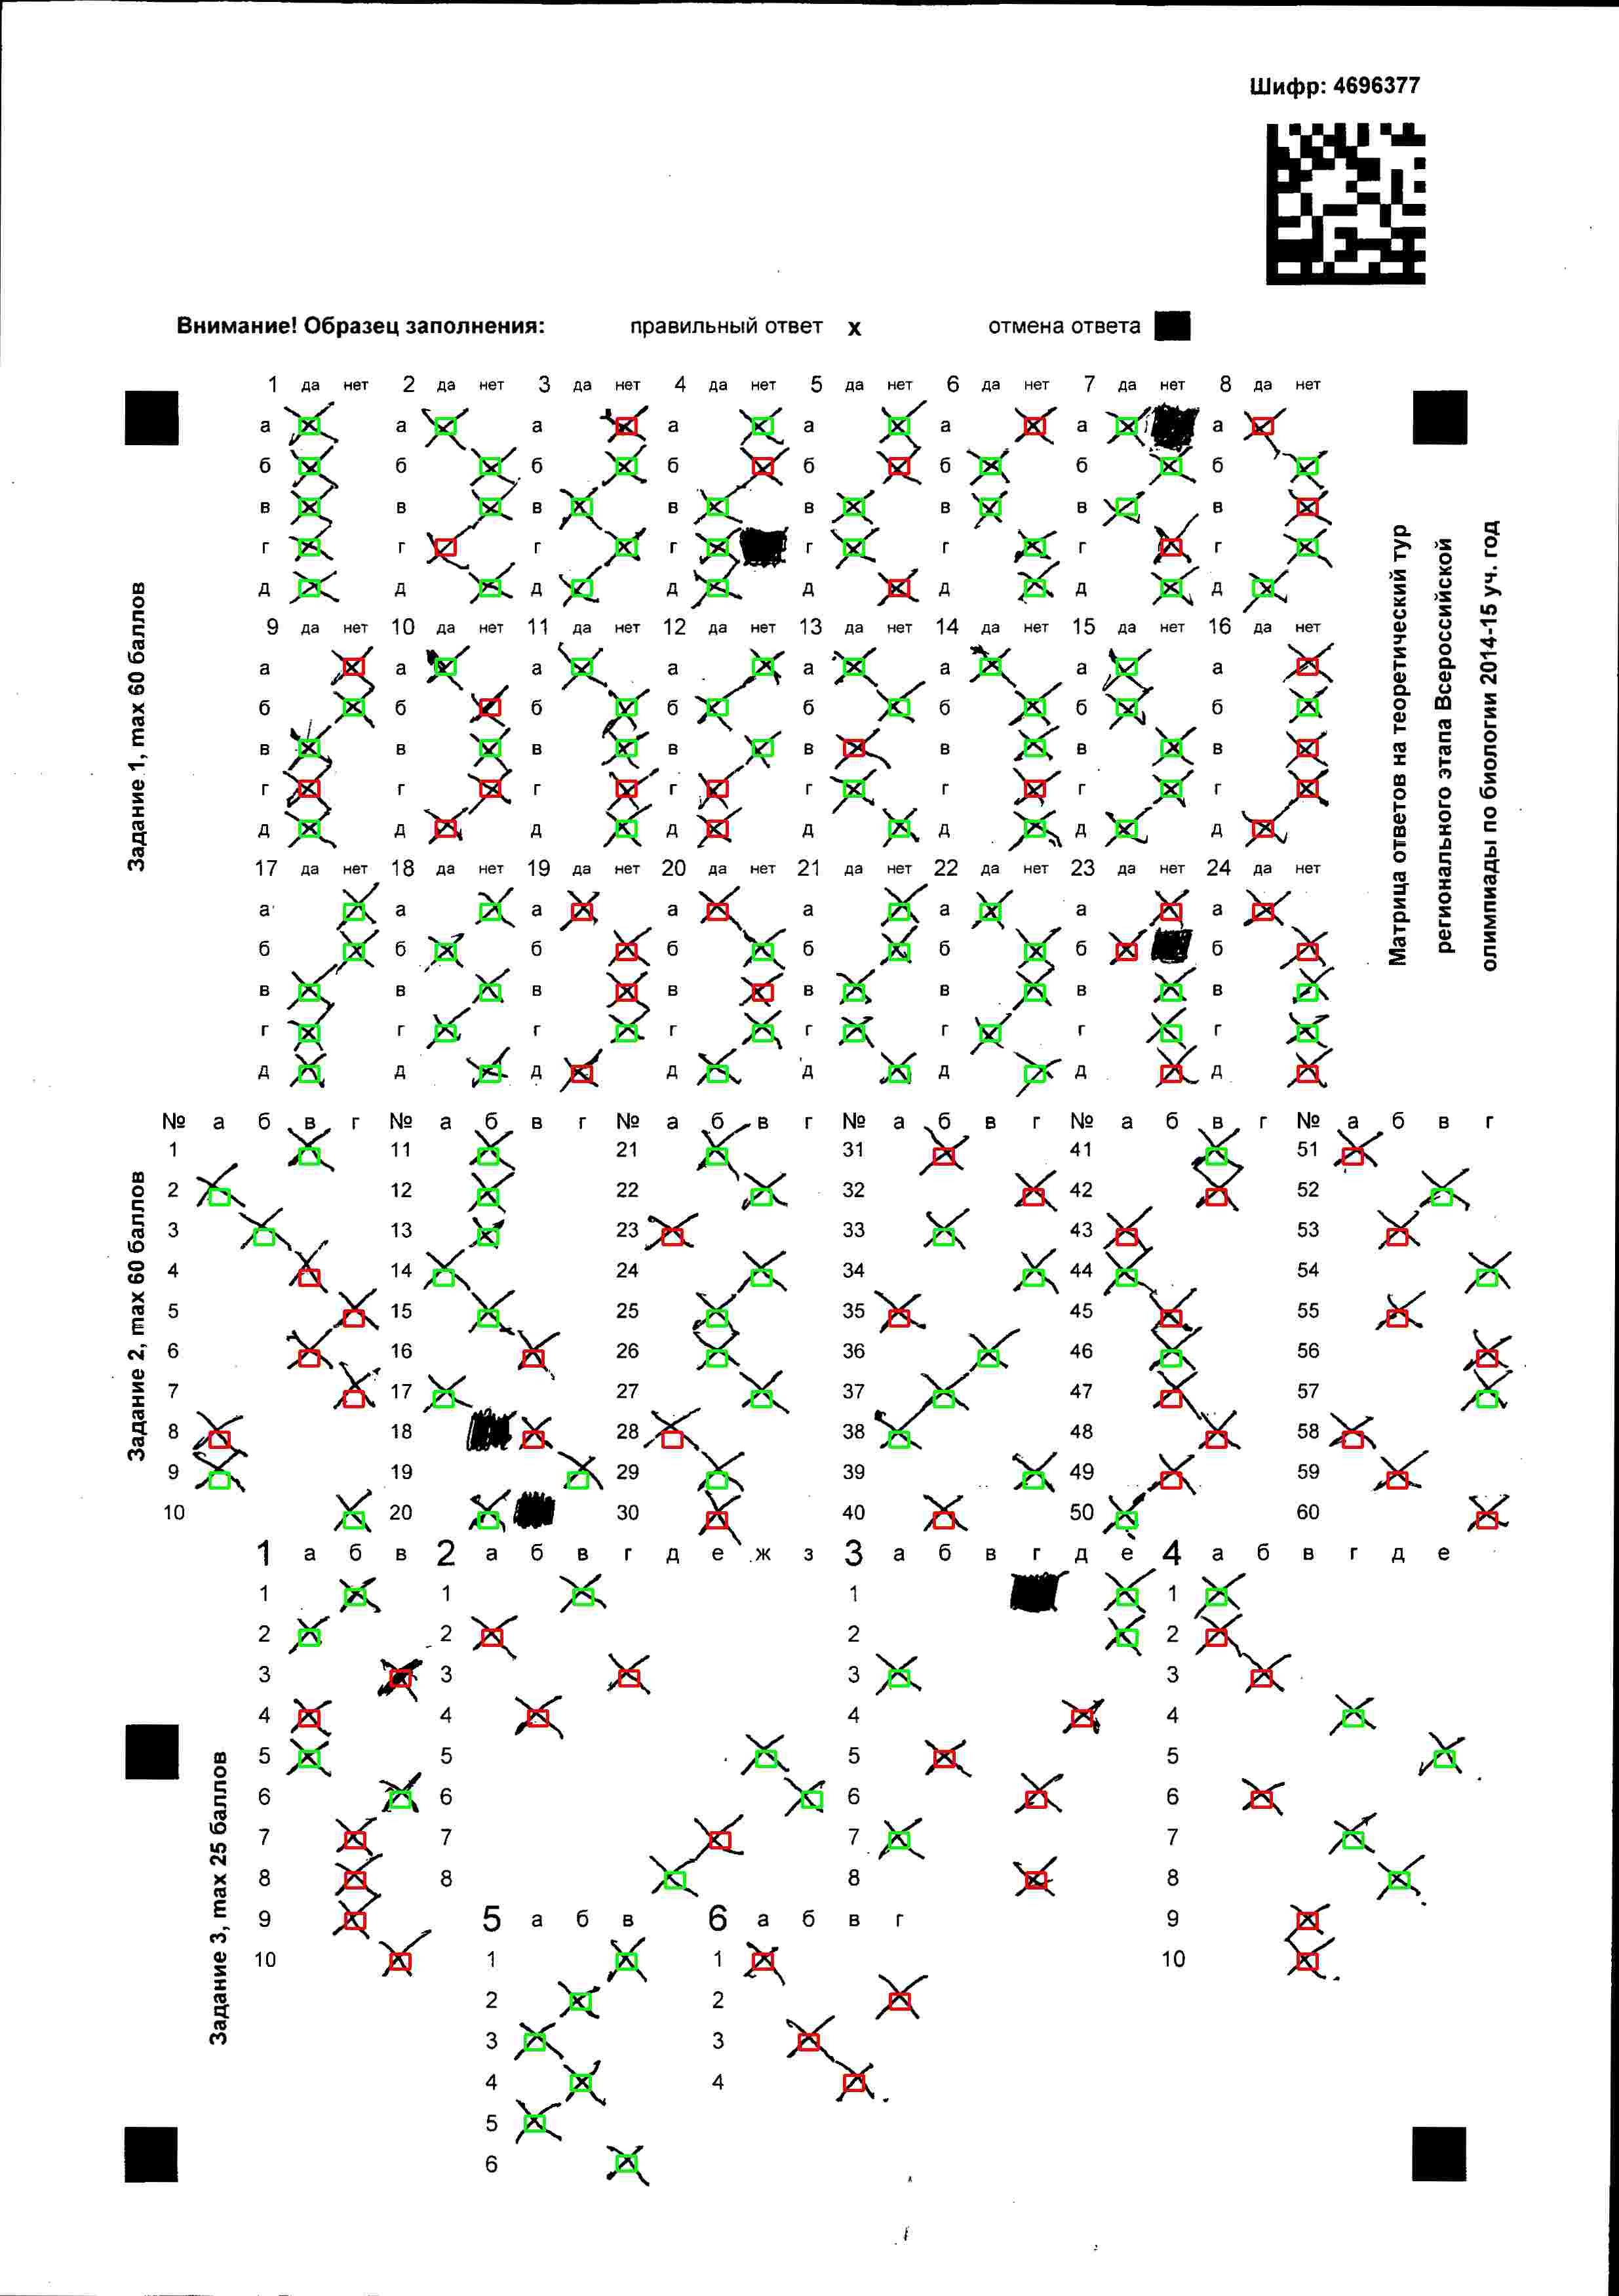 Шифр: 4696377
Внимание! Образец заполнения: правильный ответ х отмена ответа
Матрица ответов на теоретический тур
регионального этапа Всероссийской
олимпиады по биологии 2014-15 уч. год
Задание 1, max 60 баллов
1 да нет 2 да нет 3 да нет 4 да нет 5 да нет 6 да нет 7 да нет 8 да нет
а а а а а а а а
б б б б б б б б
в в в в в в в в
г г г г г г г г
д д д д д д д д
9 да нет 10 да нет 11 да нет 12 да нет 13 да нет 14 да нет 15 да нет 16 да нет
а а а а а а а а
б б б б б б б б
в в в в в в в в
г г г г г г г г
д д д д д д д д
17 да нет 18 да нет 19 да нет 20 да нет 21 да нет 22 да нет 23 да нет 24 да нет
а а а а а а а а
б б б б б б б б
в в в в в в в в
г г г г г г г г
д д д д д д д д
Задание 2, max 60 баллов
№ а б в г № а б в г № а б в г № а б в г № а б в г № а б в г
1 11 21 31 41 51
2 12 22 32 42 52
3 13 23 33 43 53
4 14 24 34 44 54
5 15 25 35 45 55
6 16 26 36 46 56
7 17 27 37 47 57
8 18 28 38 48 58
9 19 29 39 49 59
10 20 30 40 50 60
Задание 3, max 25 баллов
1 а б в 2 а б в г д е ж з 3 а б в г д е 4 а б в г д е
1 1 1 1
2 2 2 2
3 3 3 3
4 4 4 4
5 5 5 5
6 6 6 6
7 7 7 7
8 8 8 8
9 5 а б в 6 а б в г 9
10 1 1 10
2 2
3 3
4 4
5
6